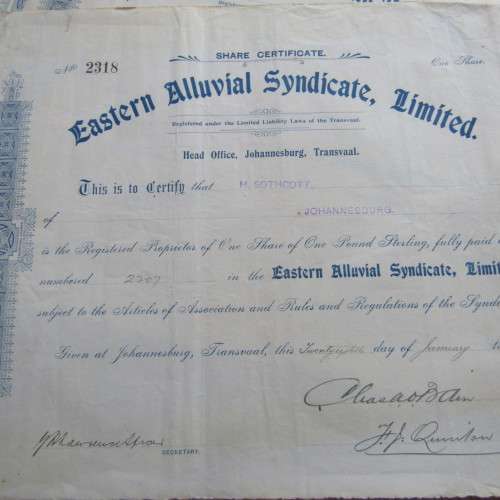 SHARE CERTIFICATE.
No 2318
One Share.
Eastern Alluvial Syndicate, Limited.
Registered under the Limited Liability Laws of the Transvaal.
Head Office, Johannesburg, Transvaal.
This is to Certify that M. SOTHCOTT,
of JOHANNESBURG.
is the Registered Proprietor of One Share of One Pound Sterling, fully paid
numbered in the Eastern Alluvial Syndicate, Limit
subject to the Articles of Association and Rules and Regulations of the Synd
Given at Johannesburg, Transvaal, this day of January
SECRETARY.